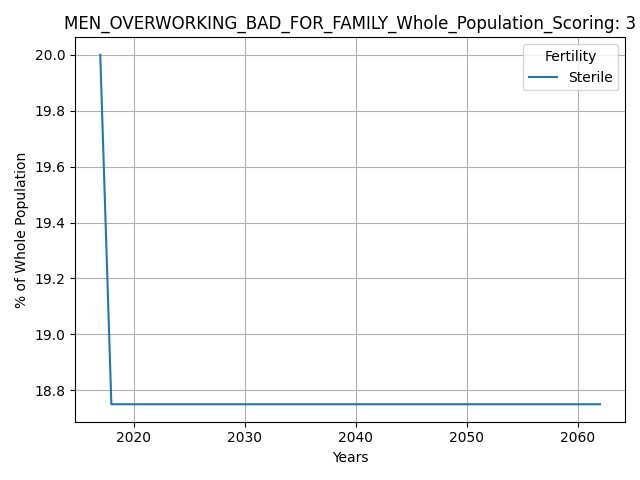 MEN_OVERWORKING_BAD_FOR_FAMILY_Whole_Population_Scoring: 3
Fertility
Sterile
20.0
19.8
19.6
19.4
19.2
19.0
18.8
% of Whole Population
2020 2030 2040 2050 2060
Years